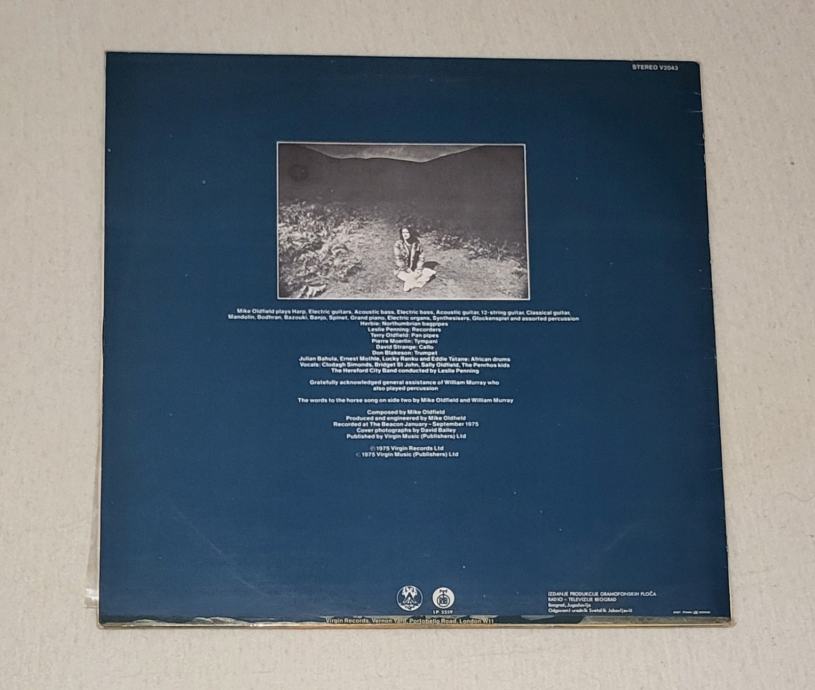 STEREO V2043
Mike Oldfield plays Harp, Electric guitars, Acoustic bass, Electric bass, Acoustic guitar, 12-string guitar, Classical guitar,
Mandolin, Bodhran, Bazouki, Banjo, Spinet, Grand piano, Electric organs, Synthesisers, Glockenspiel and assorted percussion
Herbie: Northumbrian bagpipes
Leslie Penning: Recorders
Terry Oldfield: Pan pipes
Pierre Moerlin: Tympani
David Strange: Cello
Don Blakeson: Trumpet
Julian Bahula, Ernest Mothle, Lucky Ranku and Eddie Tatane: African drums
Vocals: Clodagh Simonds, Bridget St John, Sally Oldfield, The Penrhos kids
The Hereford City Band conducted by Leslie Penning
Gratefully acknowledged general assistance of William Murray who
also played percussion
The words to the horse song on side two by Mike Oldfield and William Murray
Composed by Mike Oldfield
Produced and engineered by Mike Oldfield
Recorded at The Beacon January – September 1975
Cover photographs by David Bailey
Published by Virgin Music (Publishers) Ltd
℗ 1975 Virgin Records Ltd
© 1975 Virgin Music (Publishers) Ltd
LP 5519
IZDANJE PRODUKCIJE GRAMOFONSKIH PLOČA
RADIO – TELEVIZIJE BEOGRAD
Beograd, Jugoslavija
Odgovorni urednik Svetolik Jakovljević
Virgin Records, Vernon Yard, Portobello Road, London W11